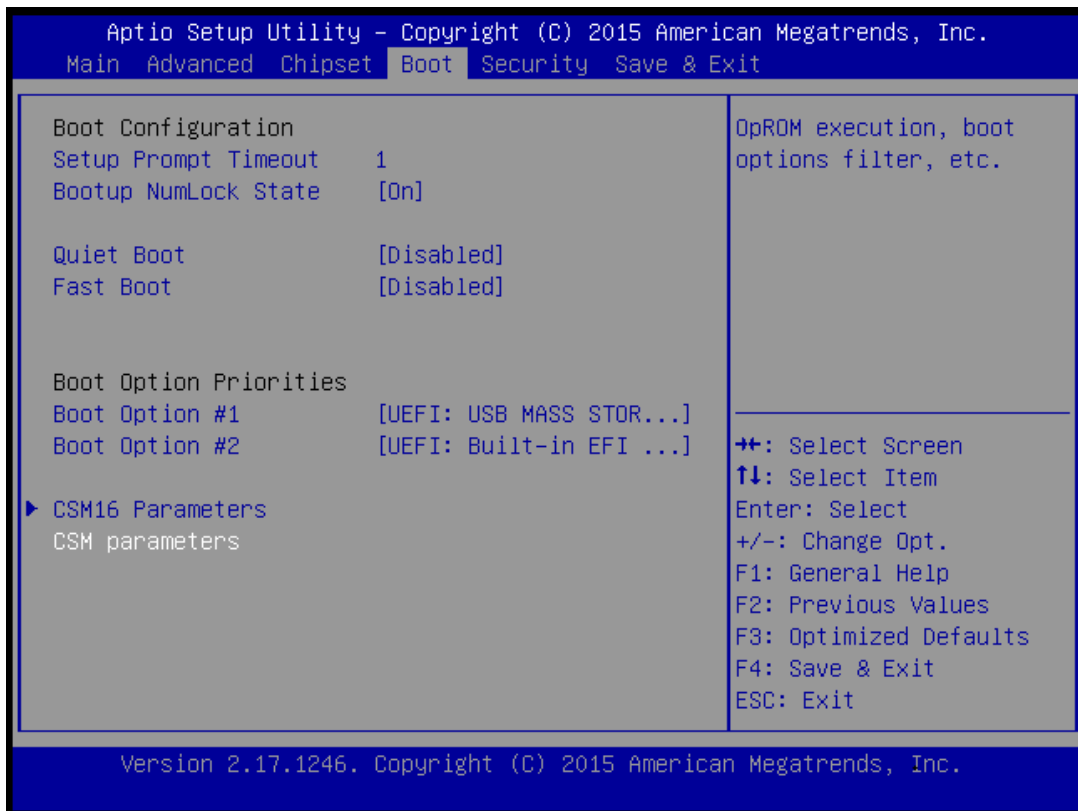 Aptio Setup Utility – Copyright (C) 2015 American Megatrends, Inc.
Main Advanced Chipset Boot Security Save & Exit
Boot Configuration
Setup Prompt Timeout 1
Bootup NumLock State [On]
Quiet Boot [Disabled]
Fast Boot [Disabled]
Boot Option Priorities
Boot Option #1 [UEFI: USB MASS STOR...]
Boot Option #2 [UEFI: Built-in EFI ...]
CSM16 Parameters
CSM parameters
OpROM execution, boot
options filter, etc.
→←: Select Screen
↑↓: Select Item
Enter: Select
+/-: Change Opt.
F1: General Help
F2: Previous Values
F3: Optimized Defaults
F4: Save & Exit
ESC: Exit
Version 2.17.1246. Copyright (C) 2015 American Megatrends, Inc.